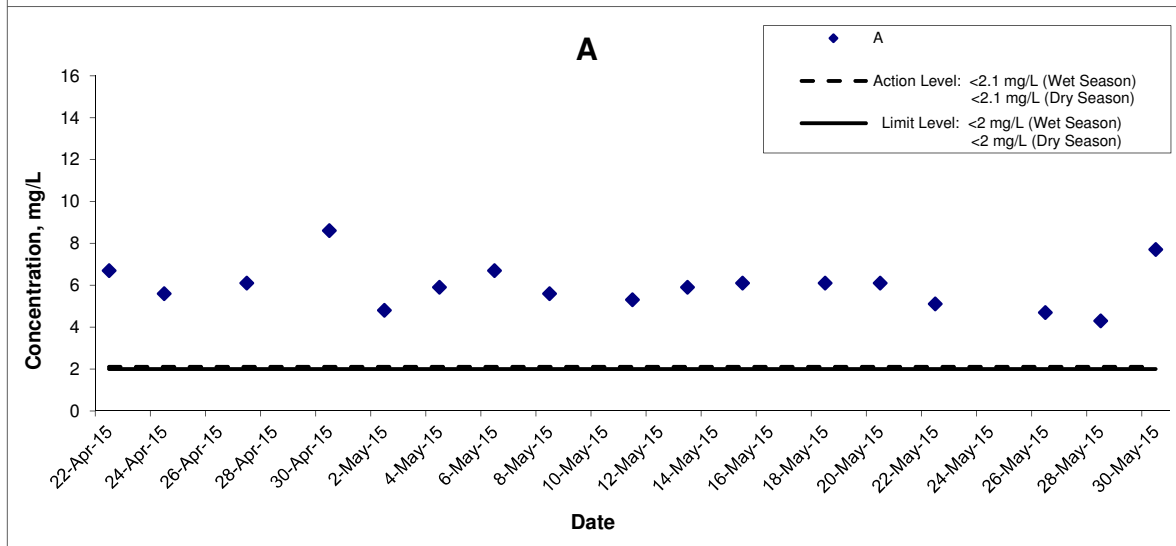 A
A
Action Level: <2.1 mg/L (Wet Season)
<2.1 mg/L (Dry Season)
Limit Level: <2 mg/L (Wet Season)
<2 mg/L (Dry Season)
Concentration, mg/L
16
14
12
10
8
6
4
2
0
22-Apr-15
24-Apr-15
26-Apr-15
28-Apr-15
30-Apr-15
2-May-15
4-May-15
6-May-15
8-May-15
10-May-15
12-May-15
14-May-15
16-May-15
18-May-15
20-May-15
22-May-15
24-May-15
26-May-15
28-May-15
30-May-15
Date